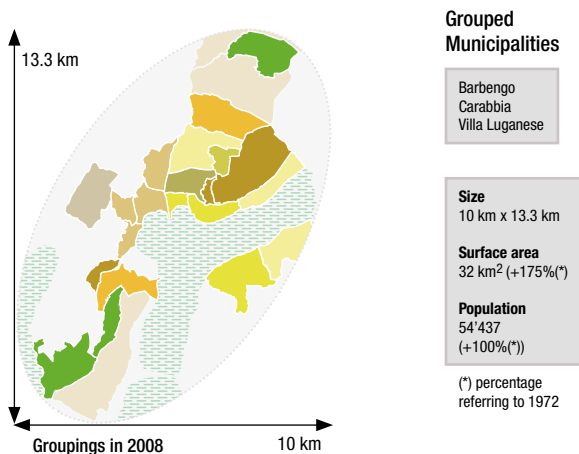 13.3 km
Groupings in 2008
10 km
Grouped
Municipalities
Barbengo
Carabbia
Villa Luganese
Size
10 km x 13.3 km
Surface area
32 km² (+175%(*)
Population
54'437
(+100%(*))
(*) percentage
referring to 1972